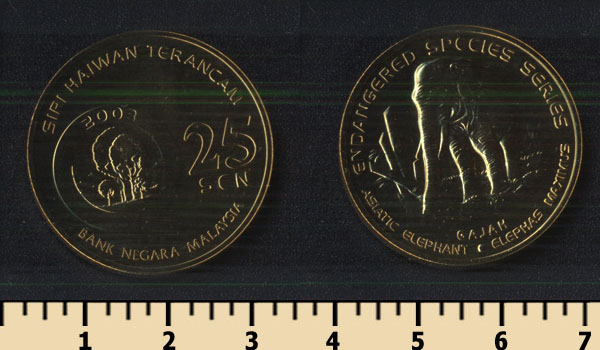 SIRI HAIWAN TERANCAM
2003
25
SEN
BANK NEGARA MALAYSIA
ENDANGERED SPECIES SERIES
GAJAH
ASIATIC ELEPHANT • ELEPHAS MAXIMUS
1 2 3 4 5 6 7